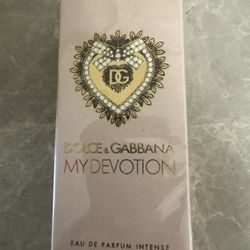 DG
DOLCE & GABBANA
MY DEVOTION
EAU DE PARFUM INTENSE